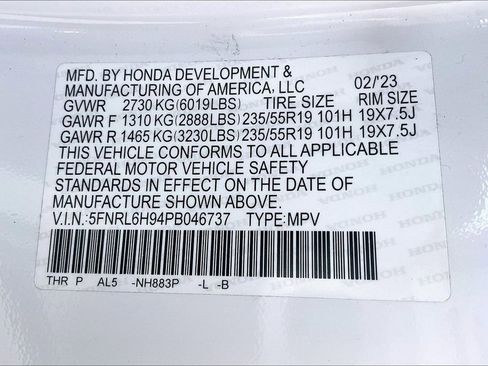 MFD. BY HONDA DEVELOPMENT &
MANUFACTURING OF AMERICA, LLC 02/'23
GVWR 2730 KG(6019LBS) TIRE SIZE RIM SIZE
GAWR F 1310 KG(2888LBS) 235/55R19 101H 19X7.5J
GAWR R 1465 KG(3230LBS) 235/55R19 101H 19X7.5J
THIS VEHICLE CONFORMS TO ALL APPLICABLE
FEDERAL MOTOR VEHICLE SAFETY
STANDARDS IN EFFECT ON THE DATE OF
MANUFACTURE SHOWN ABOVE.
V.I.N.:5FNRL6H94PB046737 TYPE:MPV
THR P AL5 -NH883P -L -B